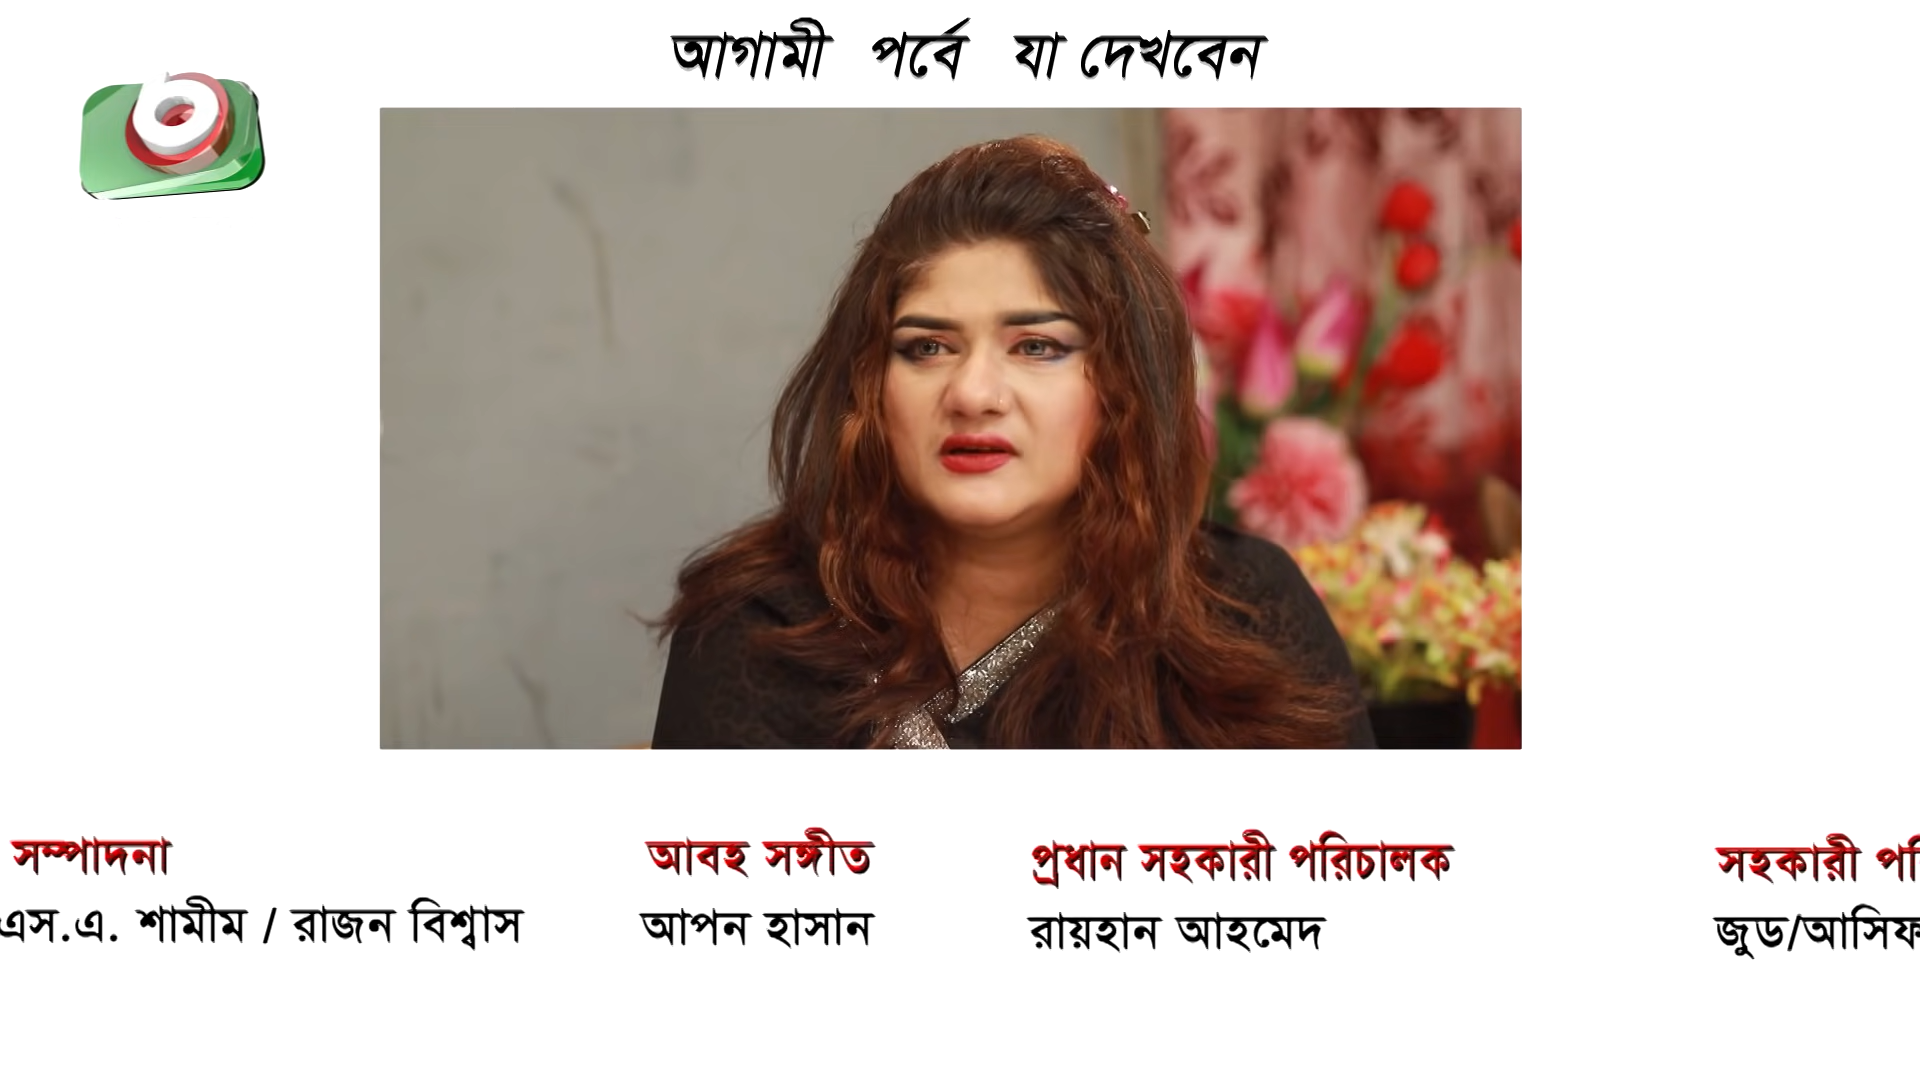 আগামী পর্বে যা দেখবেন
সম্পাদনা
এস.এ. শামীম / রাজন বিশ্বাস
আবহ সঙ্গীত
আপন হাসান
প্রধান সহকারী পরিচালক
রায়হান আহমেদ
সহকারী
জুড/আসিফ